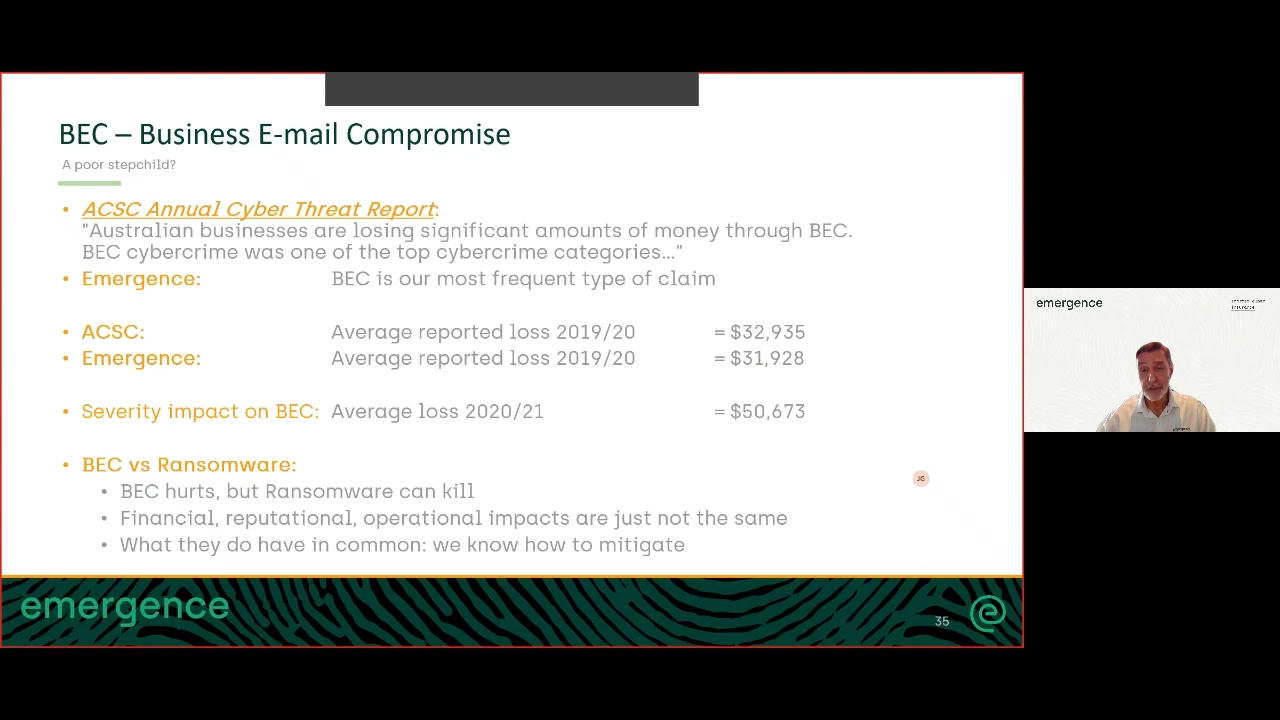 BEC – Business E-mail Compromise
A poor stepchild?
• ACSC Annual Cyber Threat Report:
"Australian businesses are losing significant amounts of money through BEC.
BEC cybercrime was one of the top cybercrime categories…"
• Emergence: BEC is our most frequent type of claim
• ACSC: Average reported loss 2019/20 = $32,935
• Emergence: Average reported loss 2019/20 = $31,928
• Severity impact on BEC: Average loss 2020/21 = $50,673
• BEC vs Ransomware:
• BEC hurts, but Ransomware can kill
• Financial, reputational, operational impacts are just not the same
• What they do have in common: we know how to mitigate
JG
emergence
35
emergence